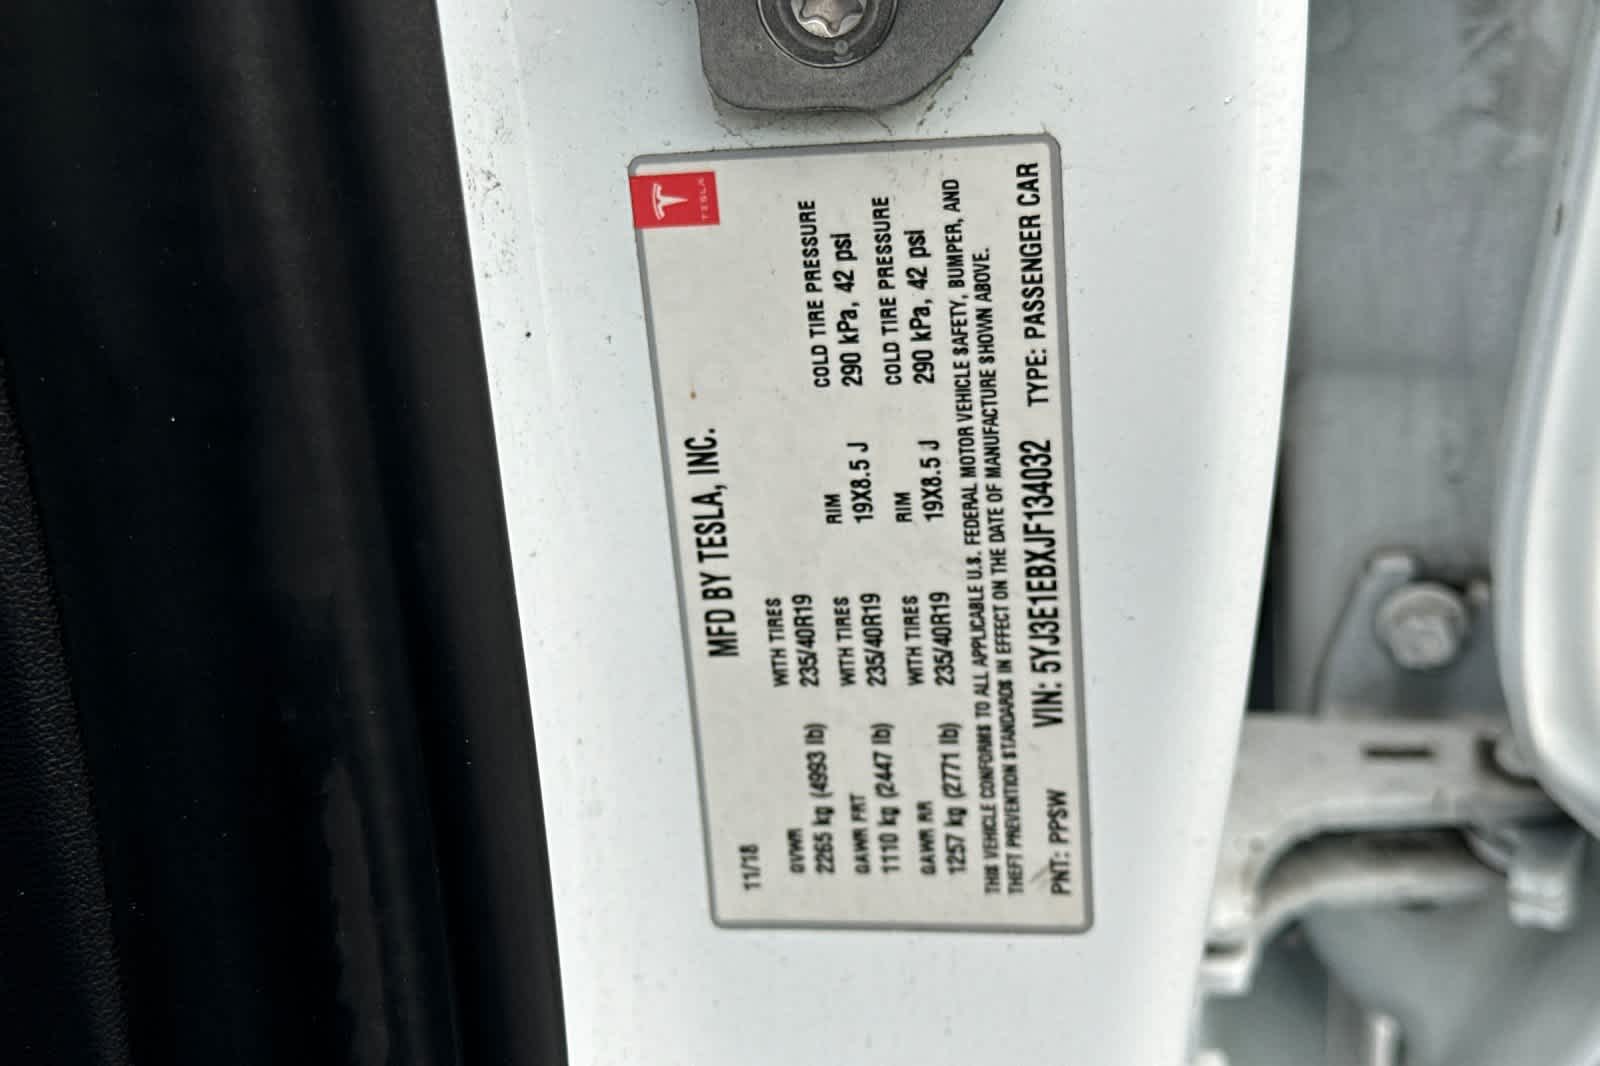 TESLA
MFD BY TESLA, INC.
11/18
GVWR WITH TIRES RIM COLD TIRE PRESSURE
2265 kg (4993 lb) 235/40R19 19X8.5 J 290 kPa, 42 psi
GAWR FRT WITH TIRES RIM COLD TIRE PRESSURE
1110 kg (2447 lb) 235/40R19 19X8.5 J 290 kPa, 42 psi
GAWR RR WITH TIRES
1257 kg (2771 lb) 235/40R19
THIS VEHICLE CONFORMS TO ALL APPLICABLE U.S. FEDERAL MOTOR VEHICLE SAFETY, BUMPER, AND
THEFT PREVENTION STANDARDS IN EFFECT ON THE DATE OF MANUFACTURE SHOWN ABOVE.
PNT: PPSW VIN: 5YJ3E1EBXJF134032 TYPE: PASSENGER CAR